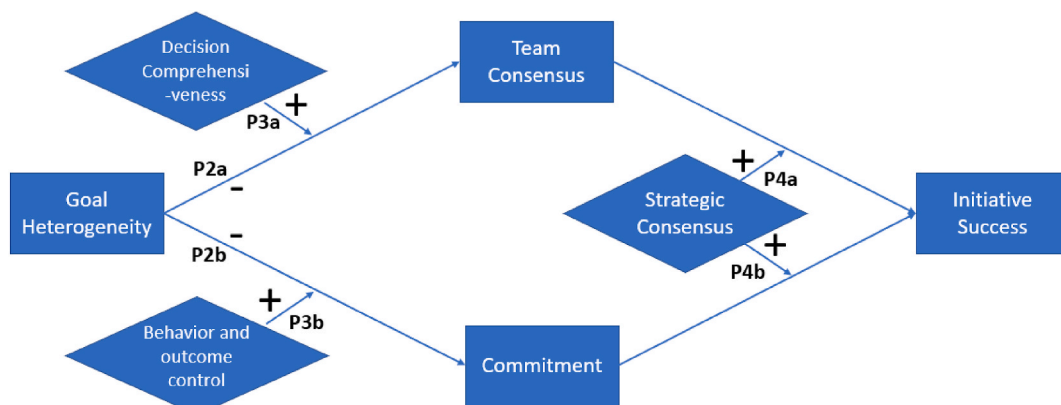 Decision
Comprehensi
-veness
+
P3a
Team
Consensus
P2a
-
Goal
Heterogeneity
-
P2b
+
P3b
Behavior and
outcome
control
Commitment
+
P4a
Strategic
Consensus
+
P4b
Initiative
Success